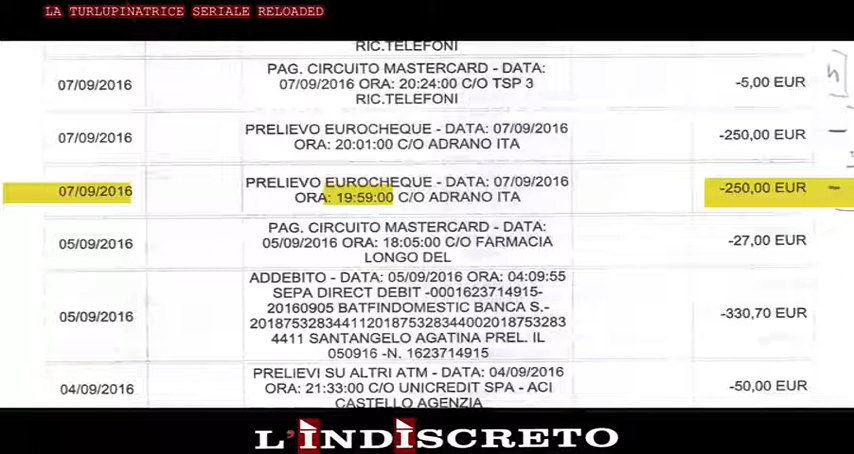 LA TURLUPINATRICE SERIALE RELOADED
RIC.TELEFONI
07/09/2016
PAG. CIRCUITO MASTERCARD - DATA:
07/09/2016 ORA: 20:24:00 C/O TSP 3
RIC.TELEFONI
-5,00 EUR
07/09/2016
PRELIEVO EUROCHEQUE - DATA: 07/09/2016
ORA: 20:01:00 C/O ADRANO ITA
-250,00 EUR
07/09/2016
PRELIEVO EUROCHEQUE - DATA: 07/09/2016
ORA: 19:59:00 C/O ADRANO ITA
-250,00 EUR
05/09/2016
PAG. CIRCUITO MASTERCARD - DATA:
05/09/2016 ORA: 18:05:00 C/O FARMACIA
LONGO DEL
-27,00 EUR
05/09/2016
ADDEBITO - DATA: 05/09/2016 ORA: 04:09:55
SEPA DIRECT DEBIT -0001623714915-
20160905 BATFINDOMESTIC BANCA S.-
20187532834411201875328344002018753283
4411 SANTANGELO AGATINA PREL. IL
050916 -N. 1623714915
-330,70 EUR
04/09/2016
PRELIEVI SU ALTRI ATM - DATA: 04/09/2016
ORA: 21:33:00 C/O UNICREDIT SPA - ACI
CASTELLO AGENZIA
-50,00 EUR
L'INDISCRETO